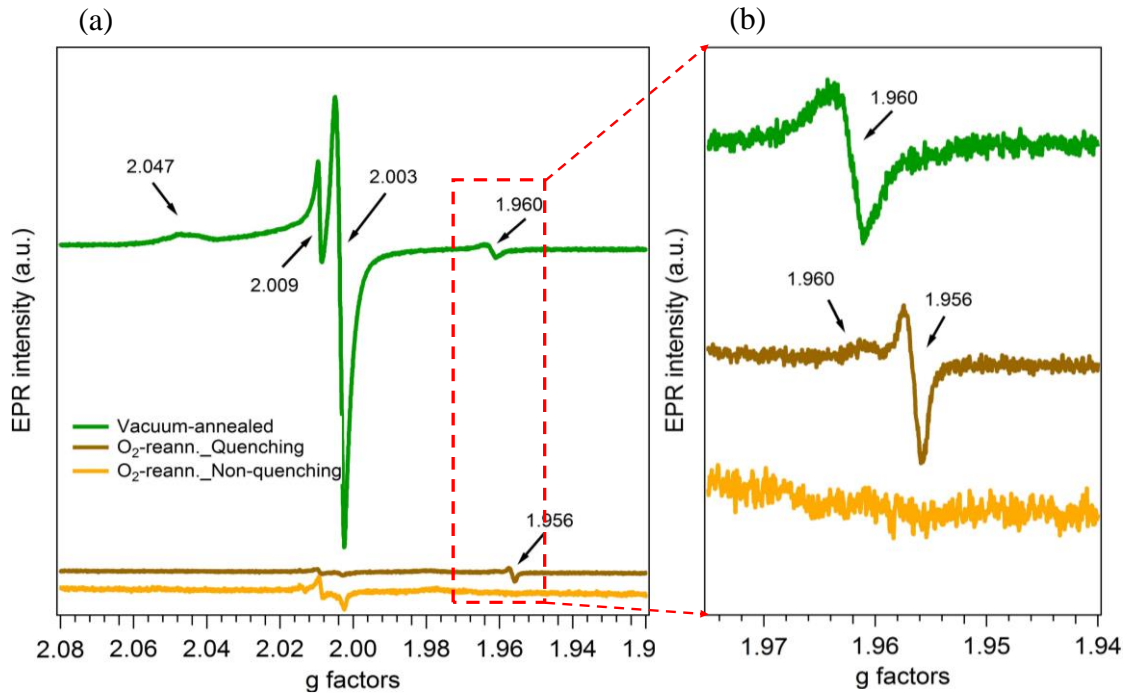 (a)
(b)
2.047
2.009
2.003
1.960
1.956
Vacuum-annealed
O₂-reann._Quenching
O₂-reann._Non-quenching
EPR intensity (a.u.)
2.08 2.06 2.04 2.02 2.00 1.98 1.96 1.94 1.9
g factors
1.960
1.960
1.956
EPR intensity (a.u.)
1.97 1.96 1.95 1.94
g factors